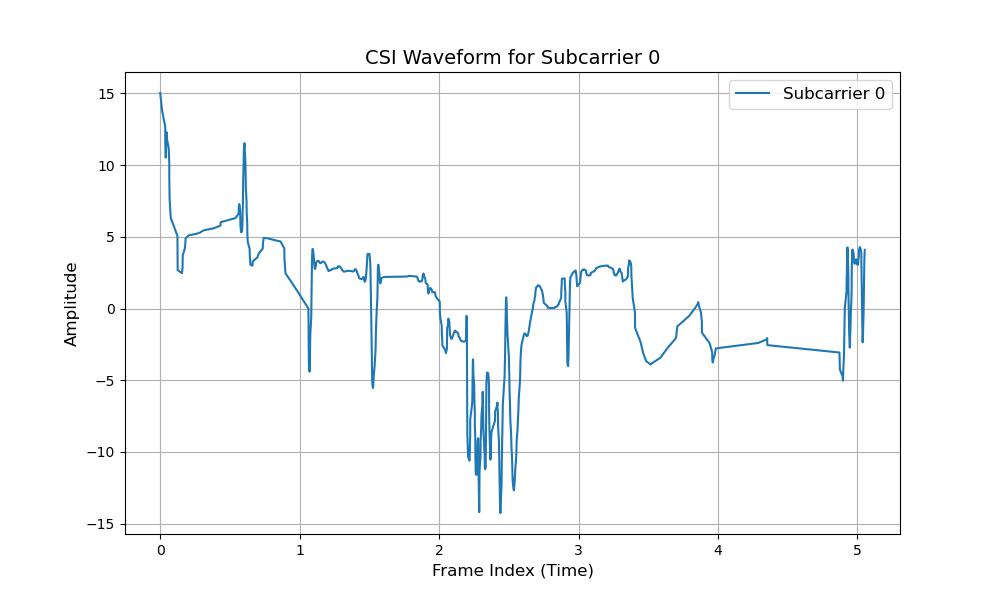 CSI Waveform for Subcarrier 0
Subcarrier 0
15
10
5
0
−5
−10
−15
Amplitude
0 1 2 3 4 5
Frame Index (Time)